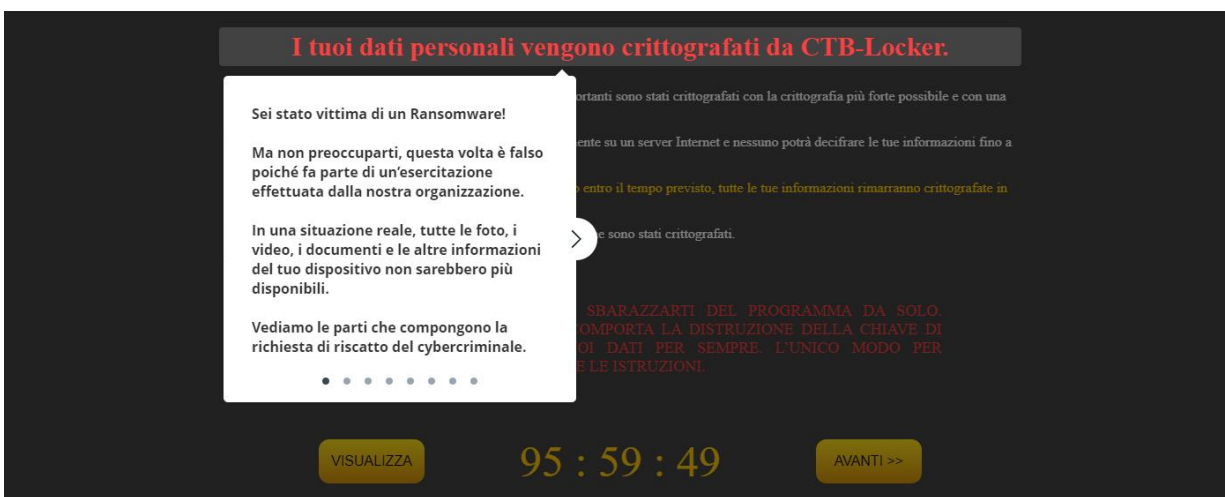 I tuoi dati personali vengono crittografati da CTB-Locker.
Sei stato vittima di un Ransomware!
Ma non preoccuparti, questa volta è falso
poiché fa parte di un'esercitazione
effettuata dalla nostra organizzazione.
In una situazione reale, tutte le foto, i
video, i documenti e le altre informazioni
del tuo dispositivo non sarebbero più
disponibili.
Vediamo le parti che compongono la
richiesta di riscatto del cybercriminale.
sono stati crittografati con la crittografia più forte possibile e con una
su un server Internet e nessuno potrà decifrare le tue informazioni fino a
entro il tempo previsto, tutte le tue informazioni rimarranno crittografate in
sono stati crittografati.
SBARAZZARTI DEL PROGRAMMA DA SOLO.
LA DISTRUZIONE DELLA CHIAVE DI
DATI PER SEMPRE. L'UNICO MODO PER
LE ISTRUZIONI.
VISUALIZZA
95 : 59 : 49
AVANTI >>